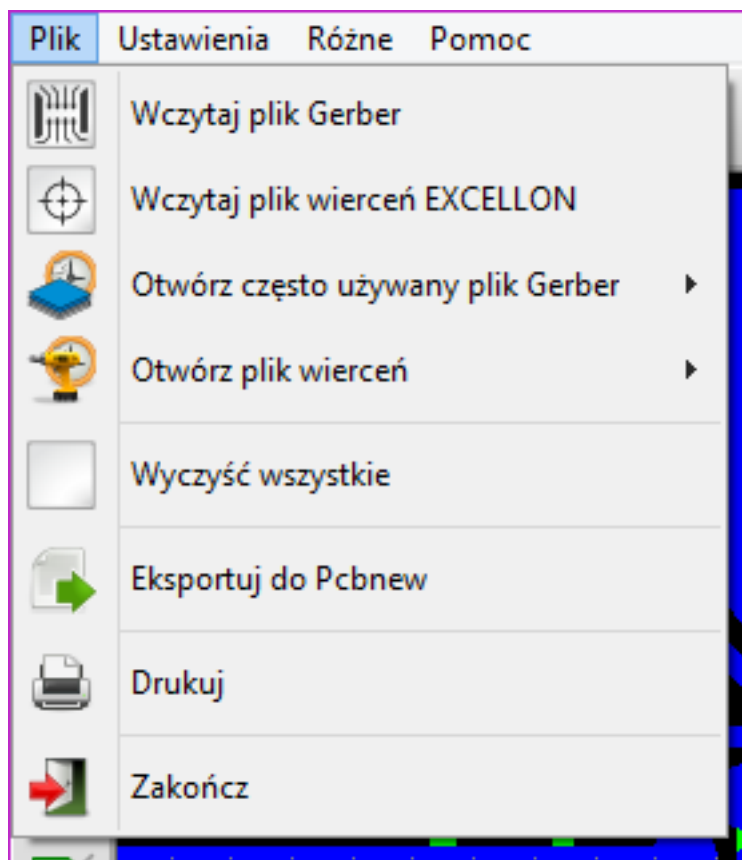 Plik Ustawienia Różne Pomoc
Wczytaj plik Gerber
Wczytaj plik wierceń EXCELLON
Otwórz często używany plik Gerber
Otwórz plik wierceń
Wyczyść wszystkie
Eksportuj do Pcbnew
Drukuj
Zakończ